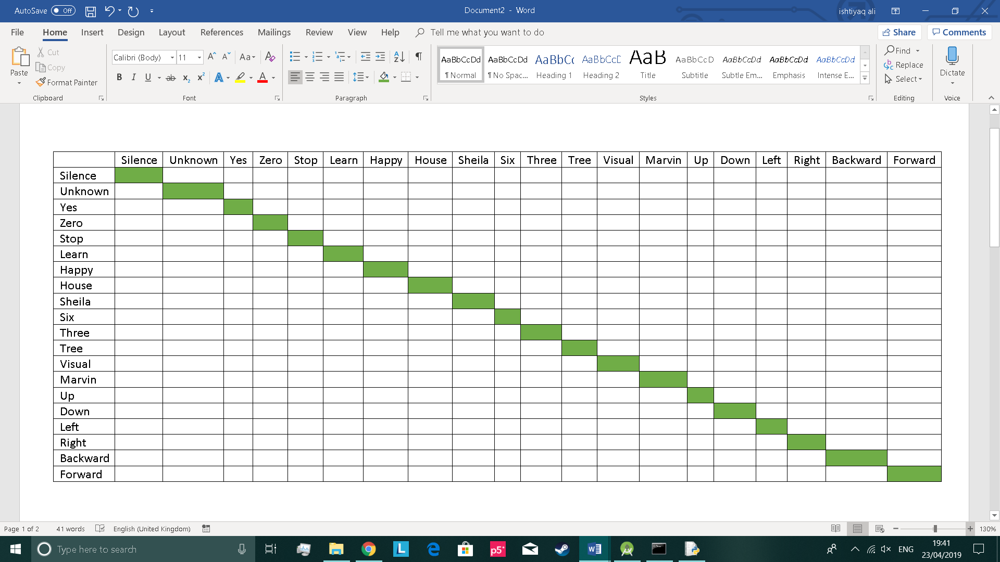 AutoSave Off Document2 - Word ishtiyaq ali
File Home Insert Design Layout References Mailings Review View Help Tell me what you want to do Share Comments
Paste Cut Copy Format Painter
Calibri (Body) 11 Aa
B I U ab x₂ x² A A
AaBbCcDd AaBbCcDd AaBbCc AaBbCcD AaB AaBbCcD AaBbCcDd AaBbCcDd AaBbCcDd
¶ Normal ¶ No Spac... Heading 1 Heading 2 Title Subtitle Subtle Em... Emphasis Intense E...
Find
Replace
Select
Dictate
Clipboard Font Paragraph Styles Editing Voice
Silence Unknown Yes Zero Stop Learn Happy House Sheila Six Three Tree Visual Marvin Up Down Left Right Backward Forward
Silence
Unknown
Yes
Zero
Stop
Learn
Happy
House
Sheila
Six
Three
Tree
Visual
Marvin
Up
Down
Left
Right
Backward
Forward
Page 1 of 2 41 words English (United Kingdom) 130%
Type here to search L p5* ENG 19:41
23/04/2019